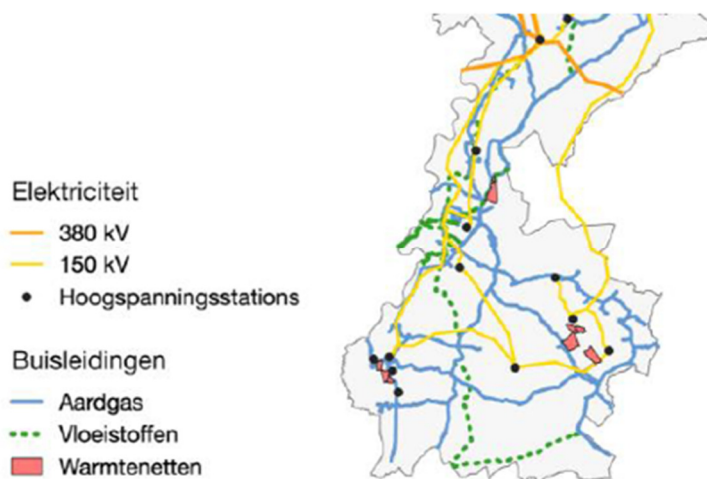 Elektriciteit
380 kV
150 kV
Hoogspanningsstations
Buisleidingen
Aardgas
Vloeistoffen
Warmtenetten